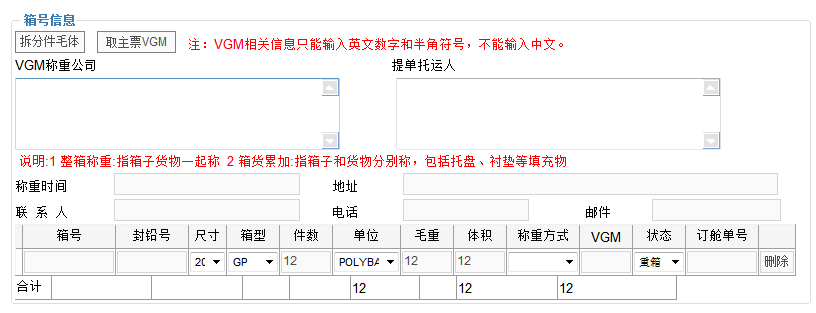 箱号信息
拆分件毛体 取主票VGM 注：VGM相关信息只能输入英文数字和半角符号，不能输入中文。
VGM称重公司 提单托运人
说明:1 整箱称重:指箱子货物一起称 2 箱货累加:指箱子和货物分别称，包括托盘、衬垫等填充物
称重时间 地址
联 系 人 电话 邮件
箱号 封铅号 尺寸 箱型 件数 单位 毛重 体积 称重方式 VGM 状态 订舱单号
20 GP 12 POLYBA 12 12 重箱 删除
合计 12 12 12